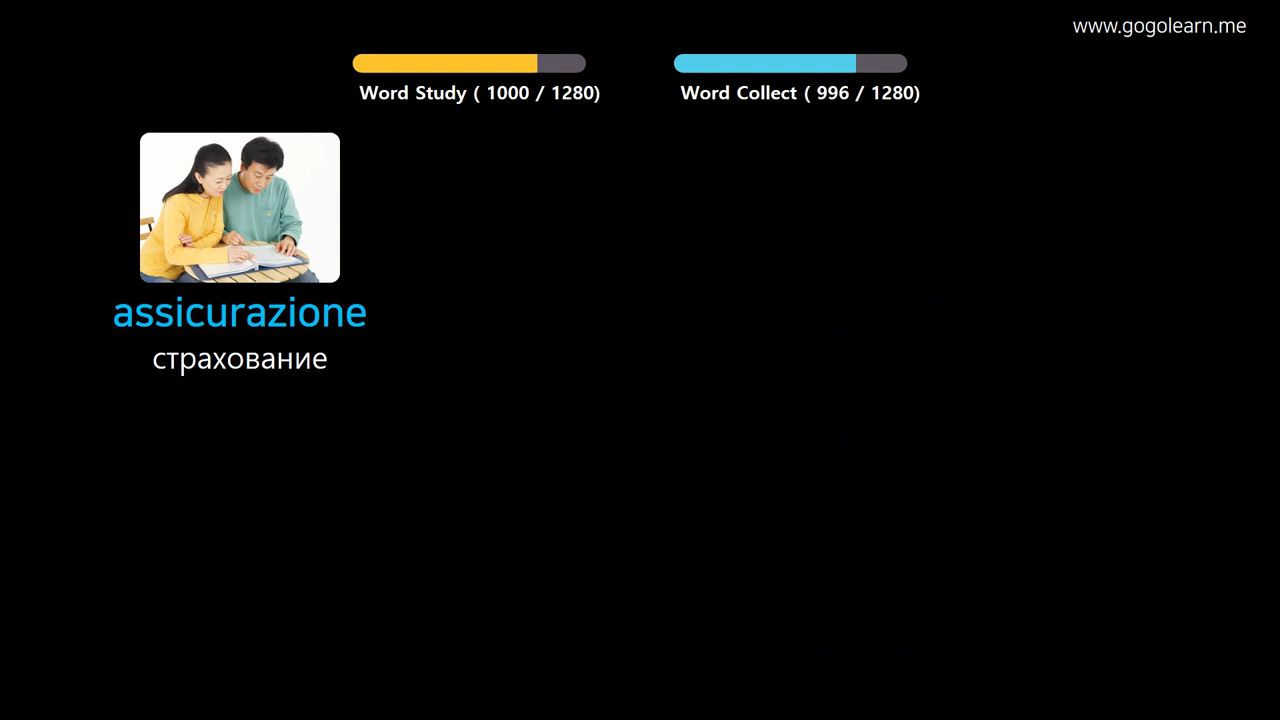 www.gogolearn.me
Word Study ( 1000 / 1280)
Word Collect ( 996 / 1280)
assicurazione
страхование